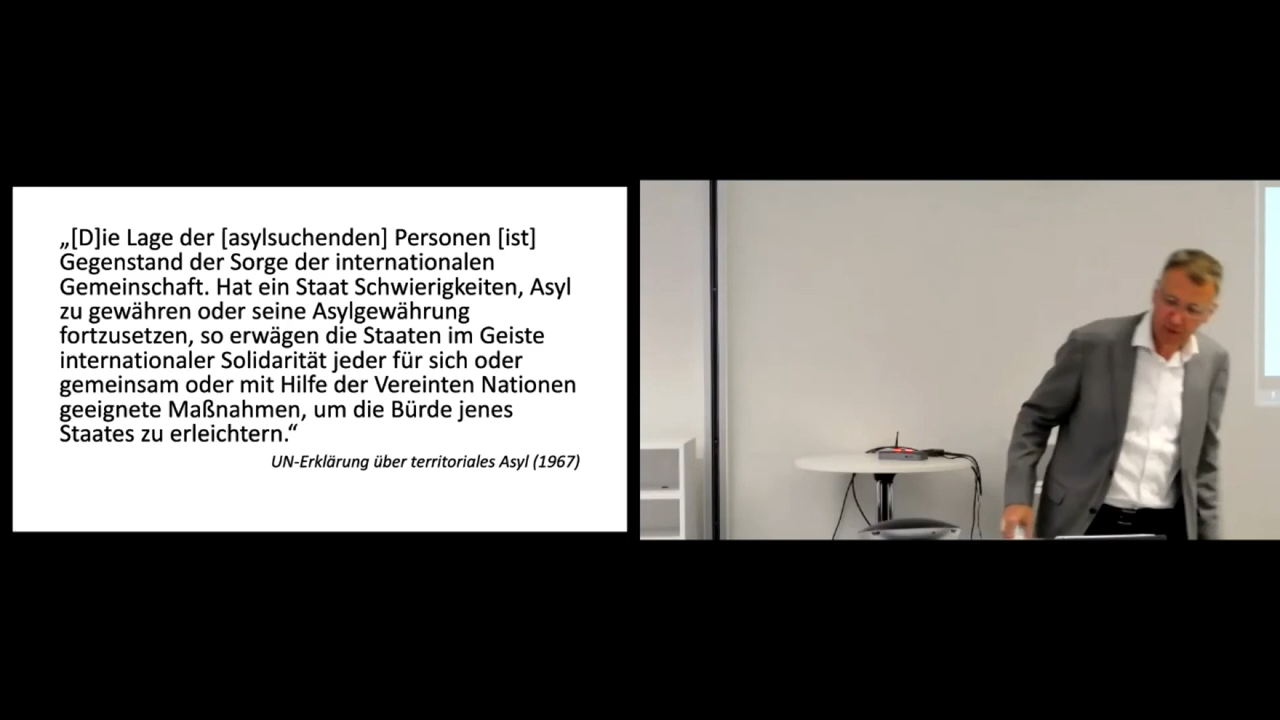 „[D]ie Lage der [asylsuchenden] Personen [ist]
Gegenstand der Sorge der internationalen
Gemeinschaft. Hat ein Staat Schwierigkeiten, Asyl
zu gewähren oder seine Asylgewährung
fortzusetzen, so erwägen die Staaten im Geiste
internationaler Solidarität jeder für sich oder
gemeinsam oder mit Hilfe der Vereinten Nationen
geeignete Maßnahmen, um die Bürde jenes
Staates zu erleichtern.“
UN-Erklärung über territoriales Asyl (1967)